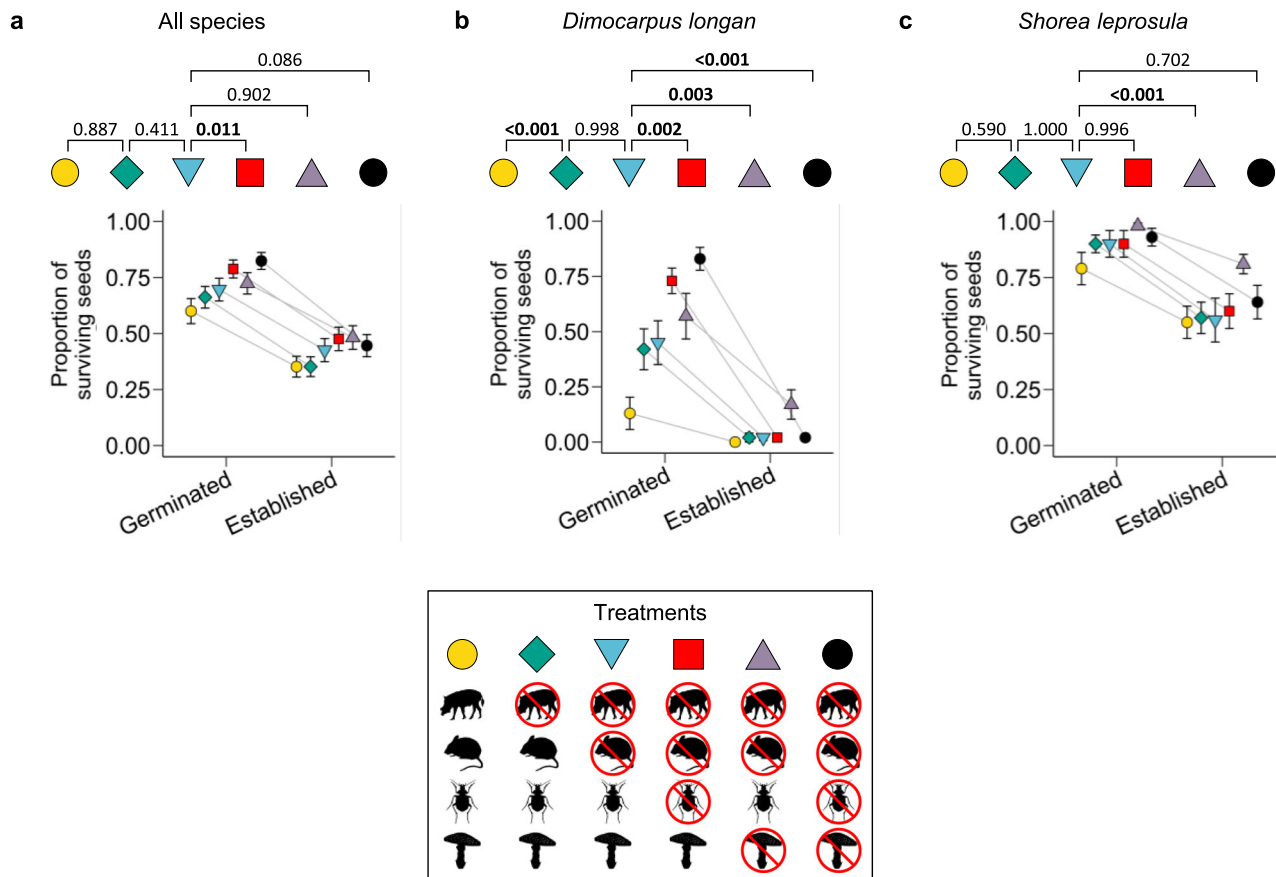 a
All species
0.086
0.902
0.887
0.411
0.011
Proportion of
surviving seeds
1.00
0.75
0.50
0.25
0.00
Germinated
Established
b
Dimocarpus longan
<0.001
0.003
<0.001
0.998
0.002
Proportion of
surviving seeds
1.00
0.75
0.50
0.25
0.00
Germinated
Established
c
Shorea leprosula
0.702
<0.001
0.590
1.000
0.996
Proportion of
surviving seeds
1.00
0.75
0.50
0.25
0.00
Germinated
Established
Treatments